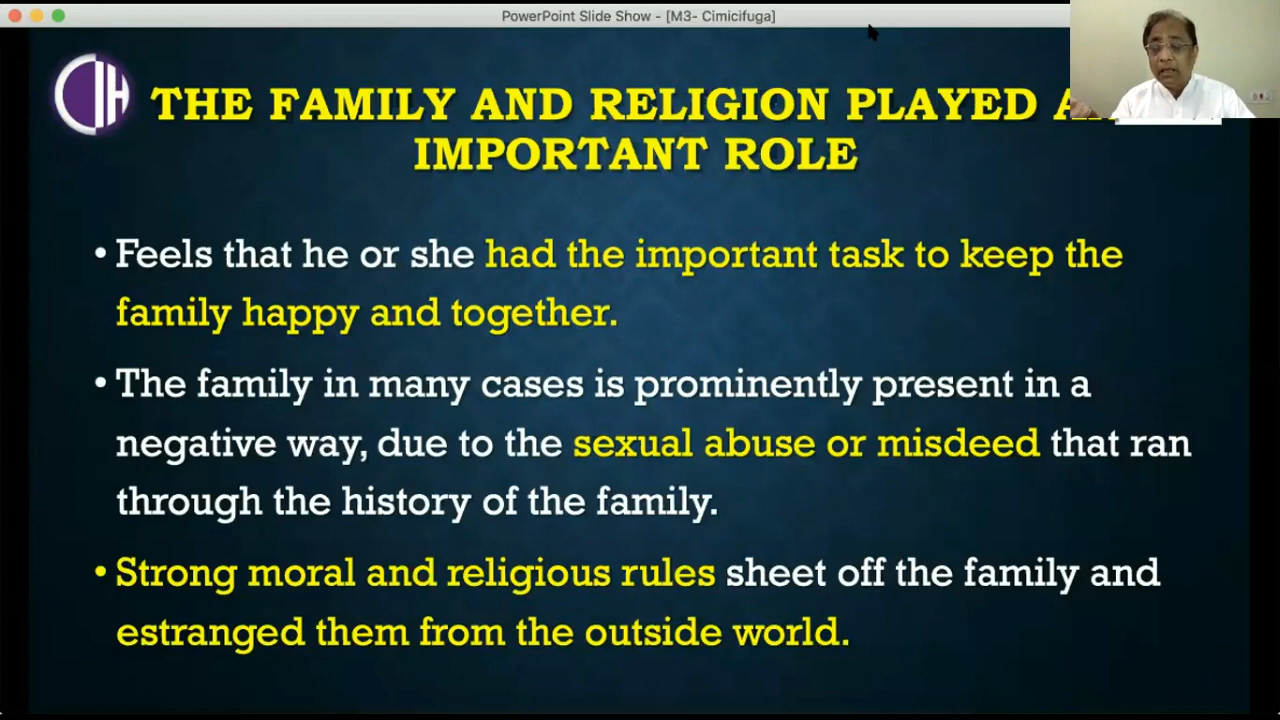 PowerPoint Slide Show - [M3- Cimicifuga]
CIH
THE FAMILY AND RELIGION PLAYED
IMPORTANT ROLE
• Feels that he or she had the important task to keep the
family happy and together.
• The family in many cases is prominently present in a
negative way, due to the sexual abuse or misdeed that ran
through the history of the family.
• Strong moral and religious rules sheet off the family and
estranged them from the outside world.